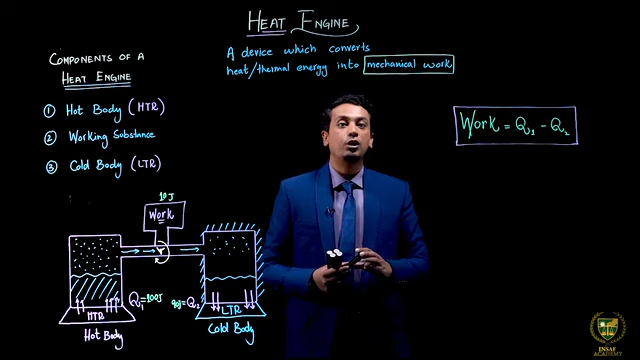 HEAT ENGINE
A device which converts
heat/thermal energy into mechanical work
COMPONENTS OF A
HEAT ENGINE
① Hot Body (HTR)
② Working Substance
③ Cold Body (LTR)
Work = Q₁ - Q₂
10J
Work
Q₁=100J
90J=Q₂
HTR
LTR
Hot Body
Cold Body
ENSAF
ACADEMY